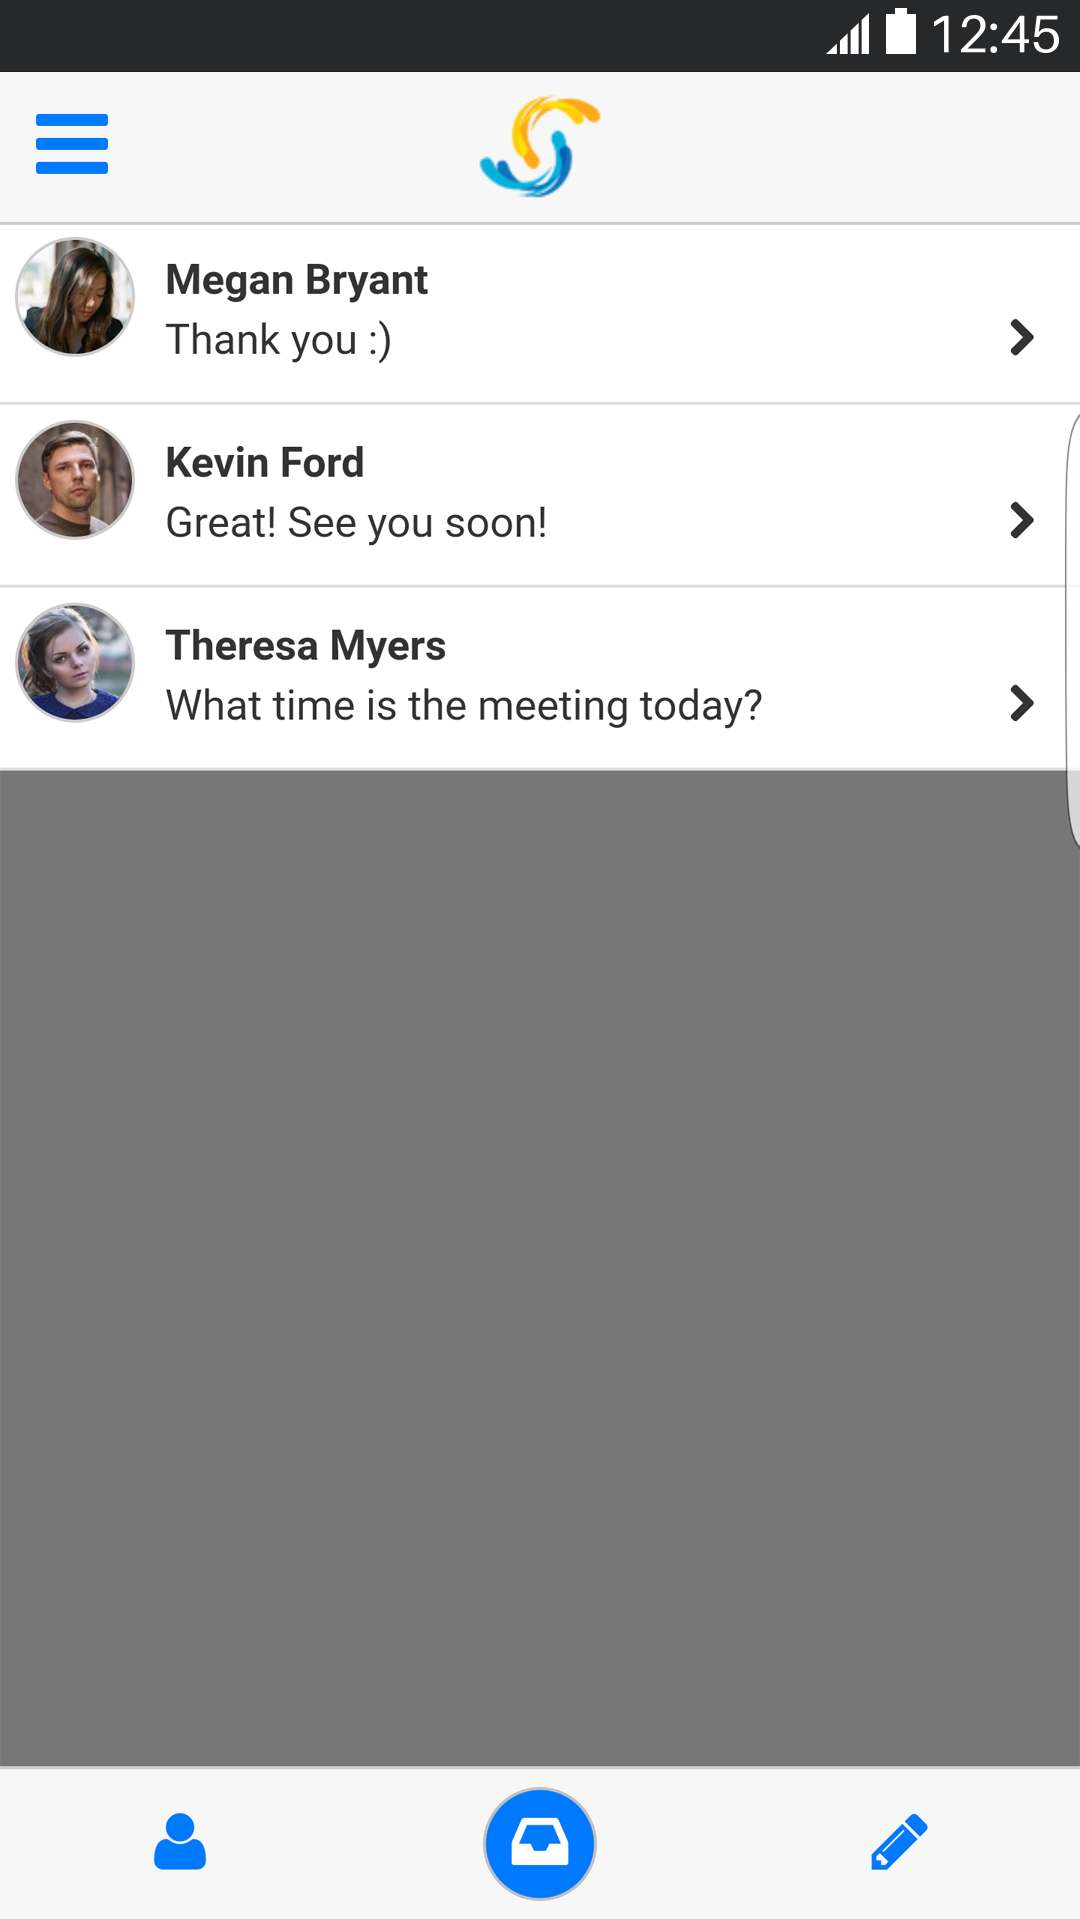 12:45
Megan Bryant
Thank you :)
Kevin Ford
Great! See you soon!
Theresa Myers
What time is the meeting today?